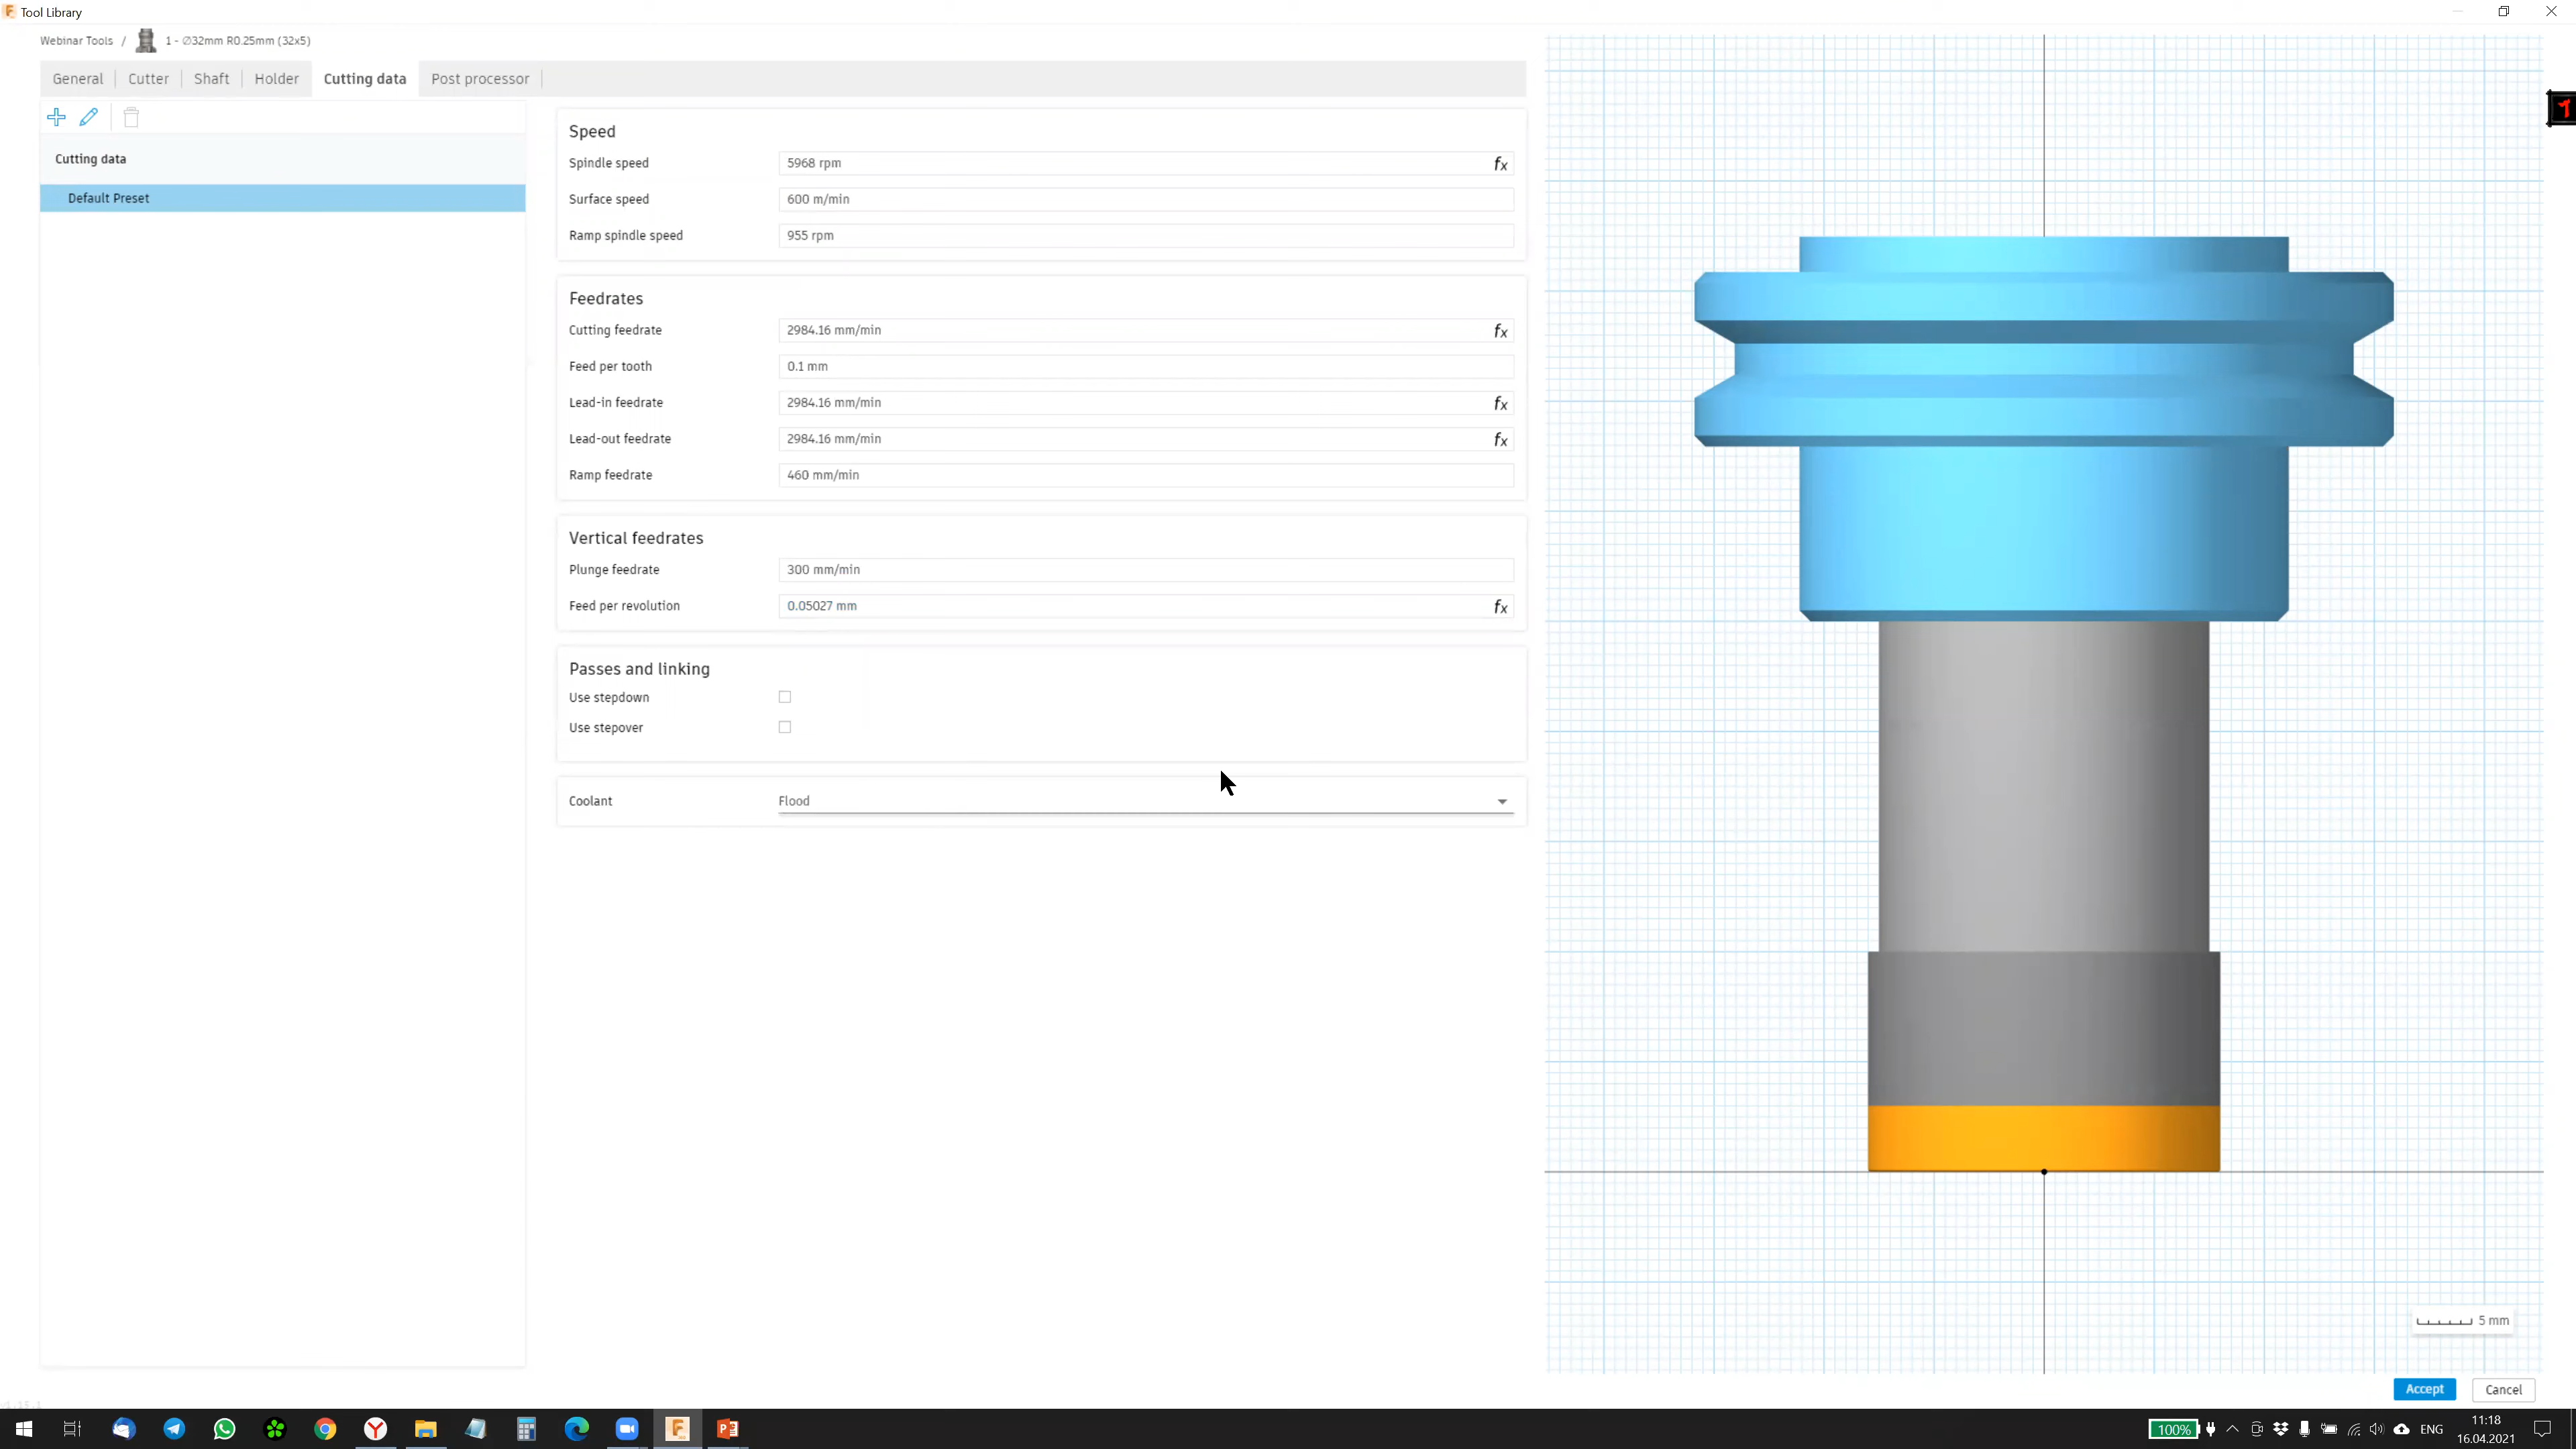 Tool Library
Webinar Tools / 1 - Ø32mm R0.25mm (32x5)
General Cutter Shaft Holder Cutting data Post processor
Cutting data
Default Preset
Speed
Spindle speed 5968 rpm fx
Surface speed 600 m/min
Ramp spindle speed 955 rpm
Feedrates
Cutting feedrate 2984.16 mm/min fx
Feed per tooth 0.1 mm
Lead-in feedrate 2984.16 mm/min fx
Lead-out feedrate 2984.16 mm/min fx
Ramp feedrate 460 mm/min
Vertical feedrates
Plunge feedrate 300 mm/min
Feed per revolution 0.05027 mm fx
Passes and linking
Use stepdown
Use stepover
Coolant Flood
5 mm
Accept Cancel
100% ENG 11:18
16.04.2021